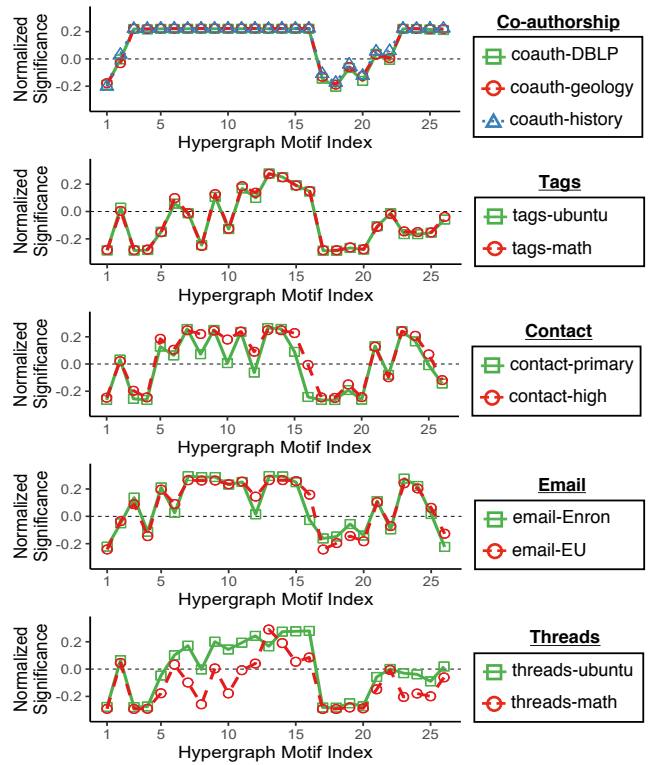 Normalized
Significance
0.2
0.0
-0.2
1
5
10
15
20
25
Hypergraph Motif Index
Co-authorship
coauth-DBLP
coauth-geology
coauth-history
Normalized
Significance
0.2
0.0
-0.2
1
5
10
15
20
25
Hypergraph Motif Index
Tags
tags-ubuntu
tags-math
Normalized
Significance
0.2
0.0
-0.2
1
5
10
15
20
25
Hypergraph Motif Index
Contact
contact-primary
contact-high
Normalized
Significance
0.2
0.0
-0.2
1
5
10
15
20
25
Hypergraph Motif Index
Email
email-Enron
email-EU
Normalized
Significance
0.2
0.0
-0.2
1
5
10
15
20
25
Hypergraph Motif Index
Threads
threads-ubuntu
threads-math